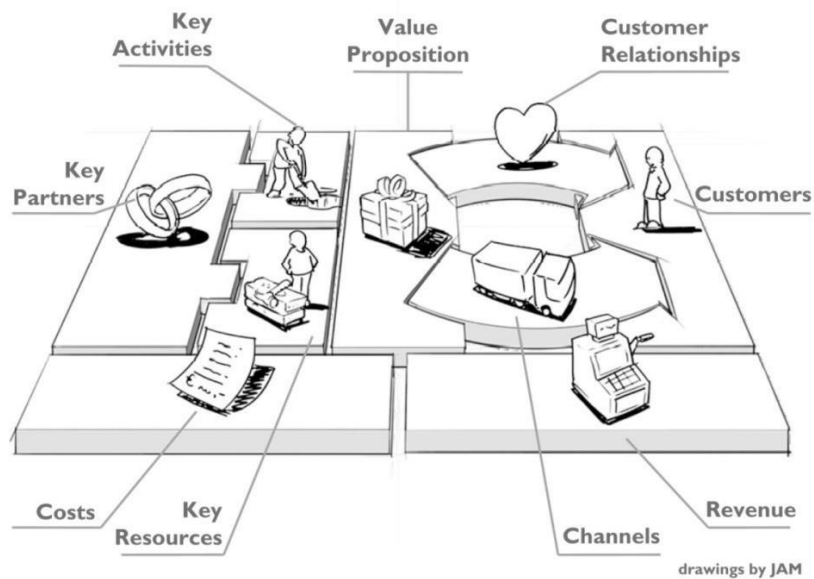 Key
Activities
Value
Proposition
Customer
Relationships
Key
Partners
Customers
Costs
Key
Resources
Channels
Revenue
drawings by JAM